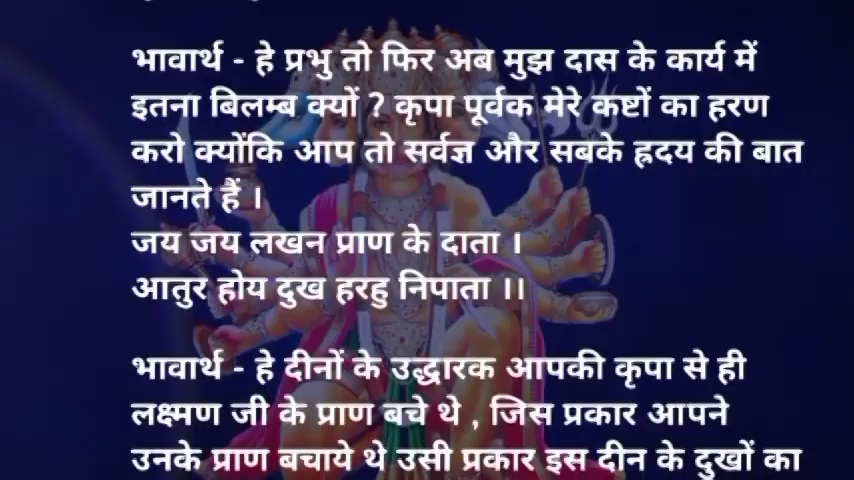 भावार्थ - हे प्रभु तो फिर अब मुझ दास के कार्य में
इतना बिलम्ब क्यों ? कृपा पूर्वक मेरे कष्टों का हरण
करो क्योंकि आप तो सर्वज्ञ और सबके ह्रदय की बात
जानते हैं ।
जय जय लखन प्राण के दाता ।
आतुर होय दुख हरहु निपाता ।।
भावार्थ - हे दीनों के उद्धारक आपकी कृपा से ही
लक्ष्मण जी के प्राण बचे थे , जिस प्रकार आपने
उनके प्राण बचाये थे उसी प्रकार इस दीन के दुखों का